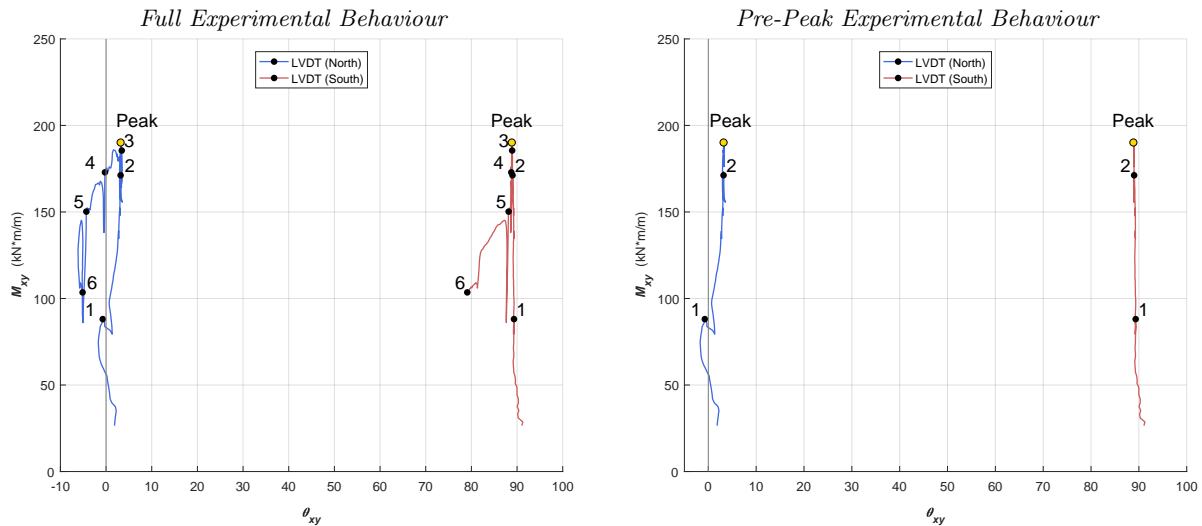 Full Experimental Behaviour
250
200
150
100
50
0
-10 0 10 20 30 40 50 60 70 80 90 100
M_xy (kN*m/m)
θ_xy
LVDT (North)
LVDT (South)
Peak
3
4
2
5
6
1
Peak
3
4 2
5
6
1
Pre-Peak Experimental Behaviour
250
200
150
100
50
0
0 10 20 30 40 50 60 70 80 90 100
M_xy (kN*m/m)
θ_xy
LVDT (North)
LVDT (South)
Peak
2
1
Peak
2
1